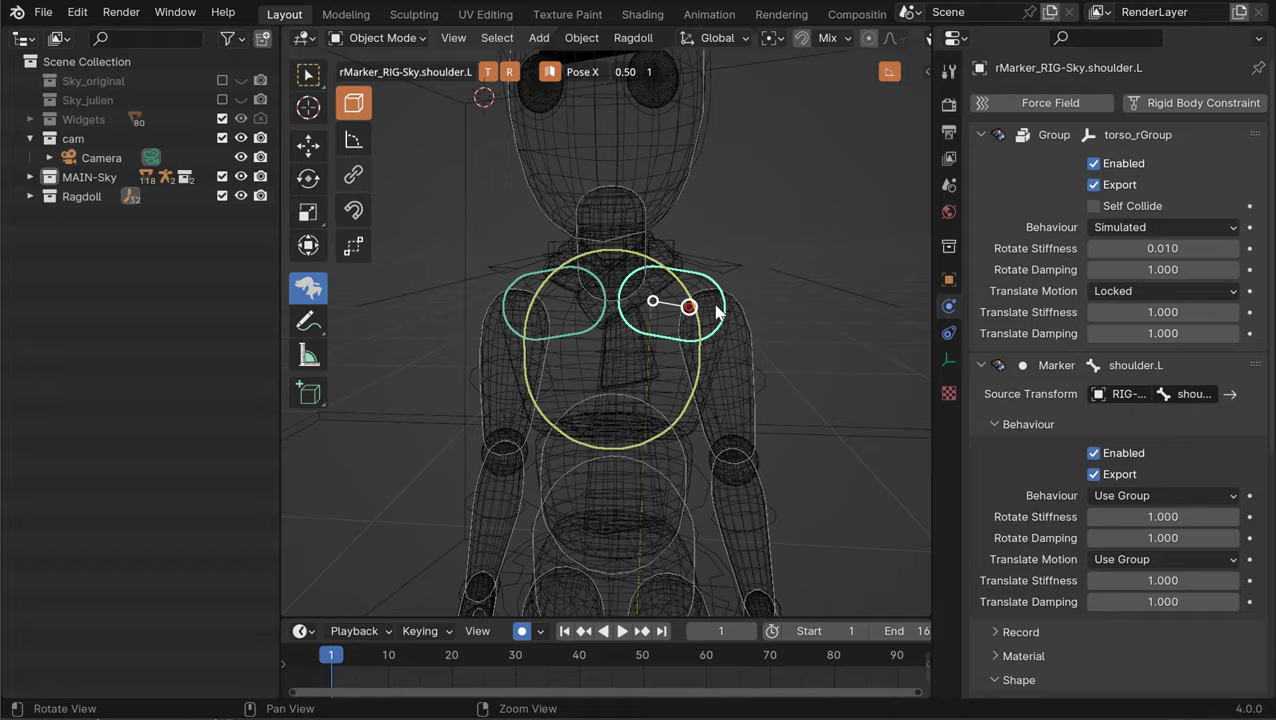 File Edit Render Window Help Layout Modeling Sculpting UV Editing Texture Paint Shading Animation Rendering Compositin Scene RenderLayer
Object Mode View Select Add Object Ragdoll Global Mix
Scene Collection
Sky_original
Sky_julien
Widgets 80
cam
Camera
MAIN-Sky 118 2 2
Ragdoll 32
rMarker_RIG-Sky.shoulder.L T R Pose X 0.50 1
rMarker_RIG-Sky.shoulder.L
Force Field Rigid Body Constraint
Group torso_rGroup
Enabled
Export
Self Collide
Behaviour Simulated
Rotate Stiffness 0.010
Rotate Damping 1.000
Translate Motion Locked
Translate Stiffness 1.000
Translate Damping 1.000
Marker shoulder.L
Source Transform RIG-... shou...
Behaviour
Enabled
Export
Behaviour Use Group
Rotate Stiffness 1.000
Rotate Damping 1.000
Translate Motion Use Group
Translate Stiffness 1.000
Translate Damping 1.000
Record
Material
Shape
Playback Keying View 1 Start 1 End 16
1 10 20 30 40 50 60 70 80 90
Rotate View Pan View Zoom View 4.0.0